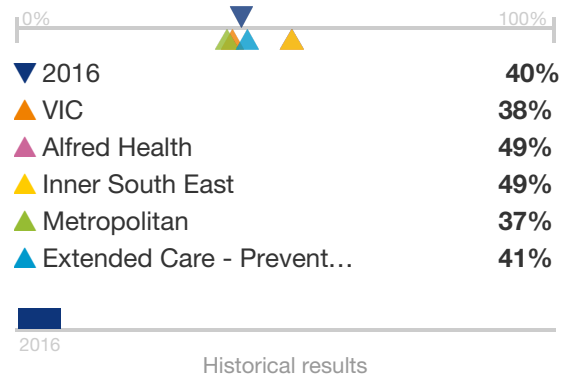 0% 100%
2016 40%
VIC 38%
Alfred Health 49%
Inner South East 49%
Metropolitan 37%
Extended Care - Prevent... 41%
2016
Historical results